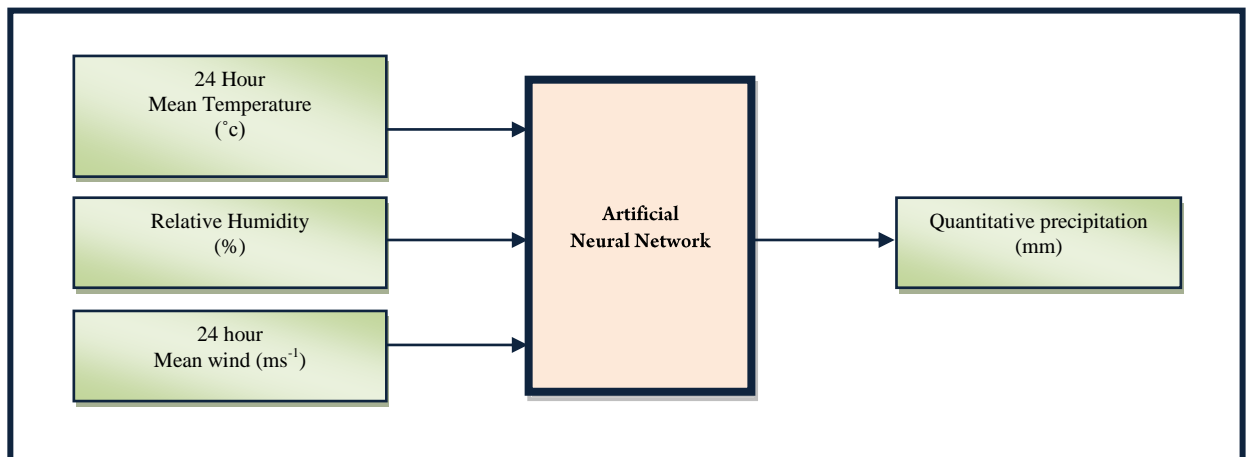 24 Hour
Mean Temperature
(˚c)
Relative Humidity
(%)
24 hour
Mean wind (ms⁻¹)
Artificial
Neural Network
Quantitative precipitation
(mm)